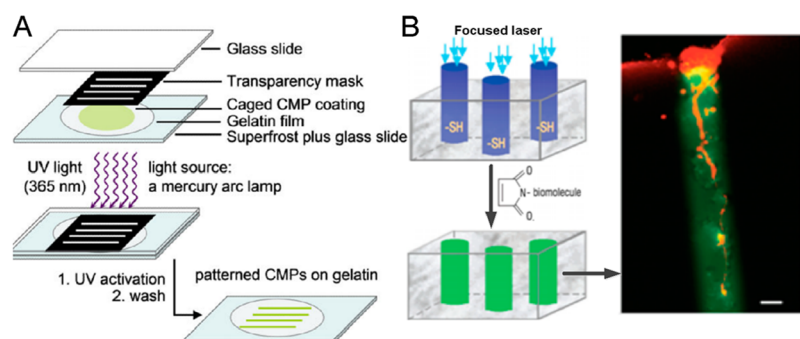 A
Glass slide
Transparency mask
Caged CMP coating
Gelatin film
Superfrost plus glass slide
UV light
(365 nm)
light source:
a mercury arc lamp
1. UV activation
2. wash
patterned CMPs on gelatin
B
Focused laser
-SH
-SH
-SH
O
N- biomolecule
O